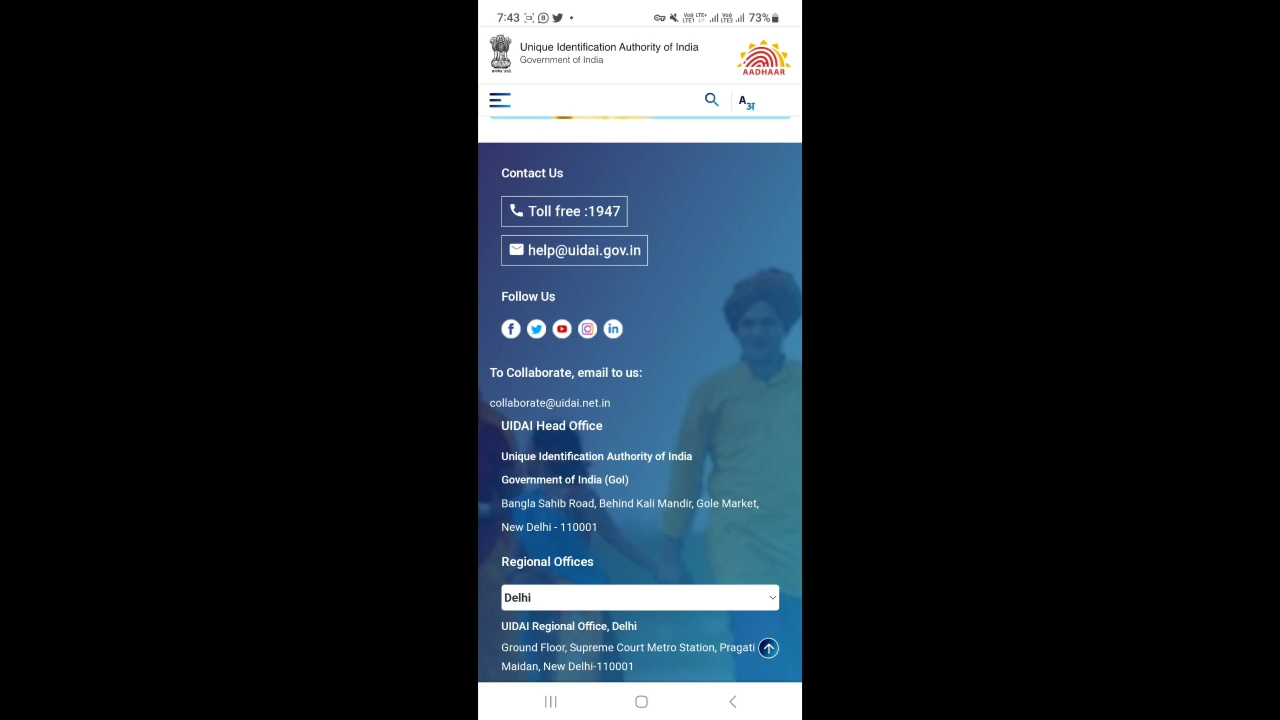 7:43 73%
Unique Identification Authority of India
Government of India
AADHAAR
A अ
Contact Us
Toll free :1947
help@uidai.gov.in
Follow Us
To Collaborate, email to us:
collaborate@uidai.net.in
UIDAI Head Office
Unique Identification Authority of India
Government of India (GoI)
Bangla Sahib Road, Behind Kali Mandir, Gole Market,
New Delhi - 110001
Regional Offices
Delhi
UIDAI Regional Office, Delhi
Ground Floor, Supreme Court Metro Station, Pragati
Maidan, New Delhi-110001